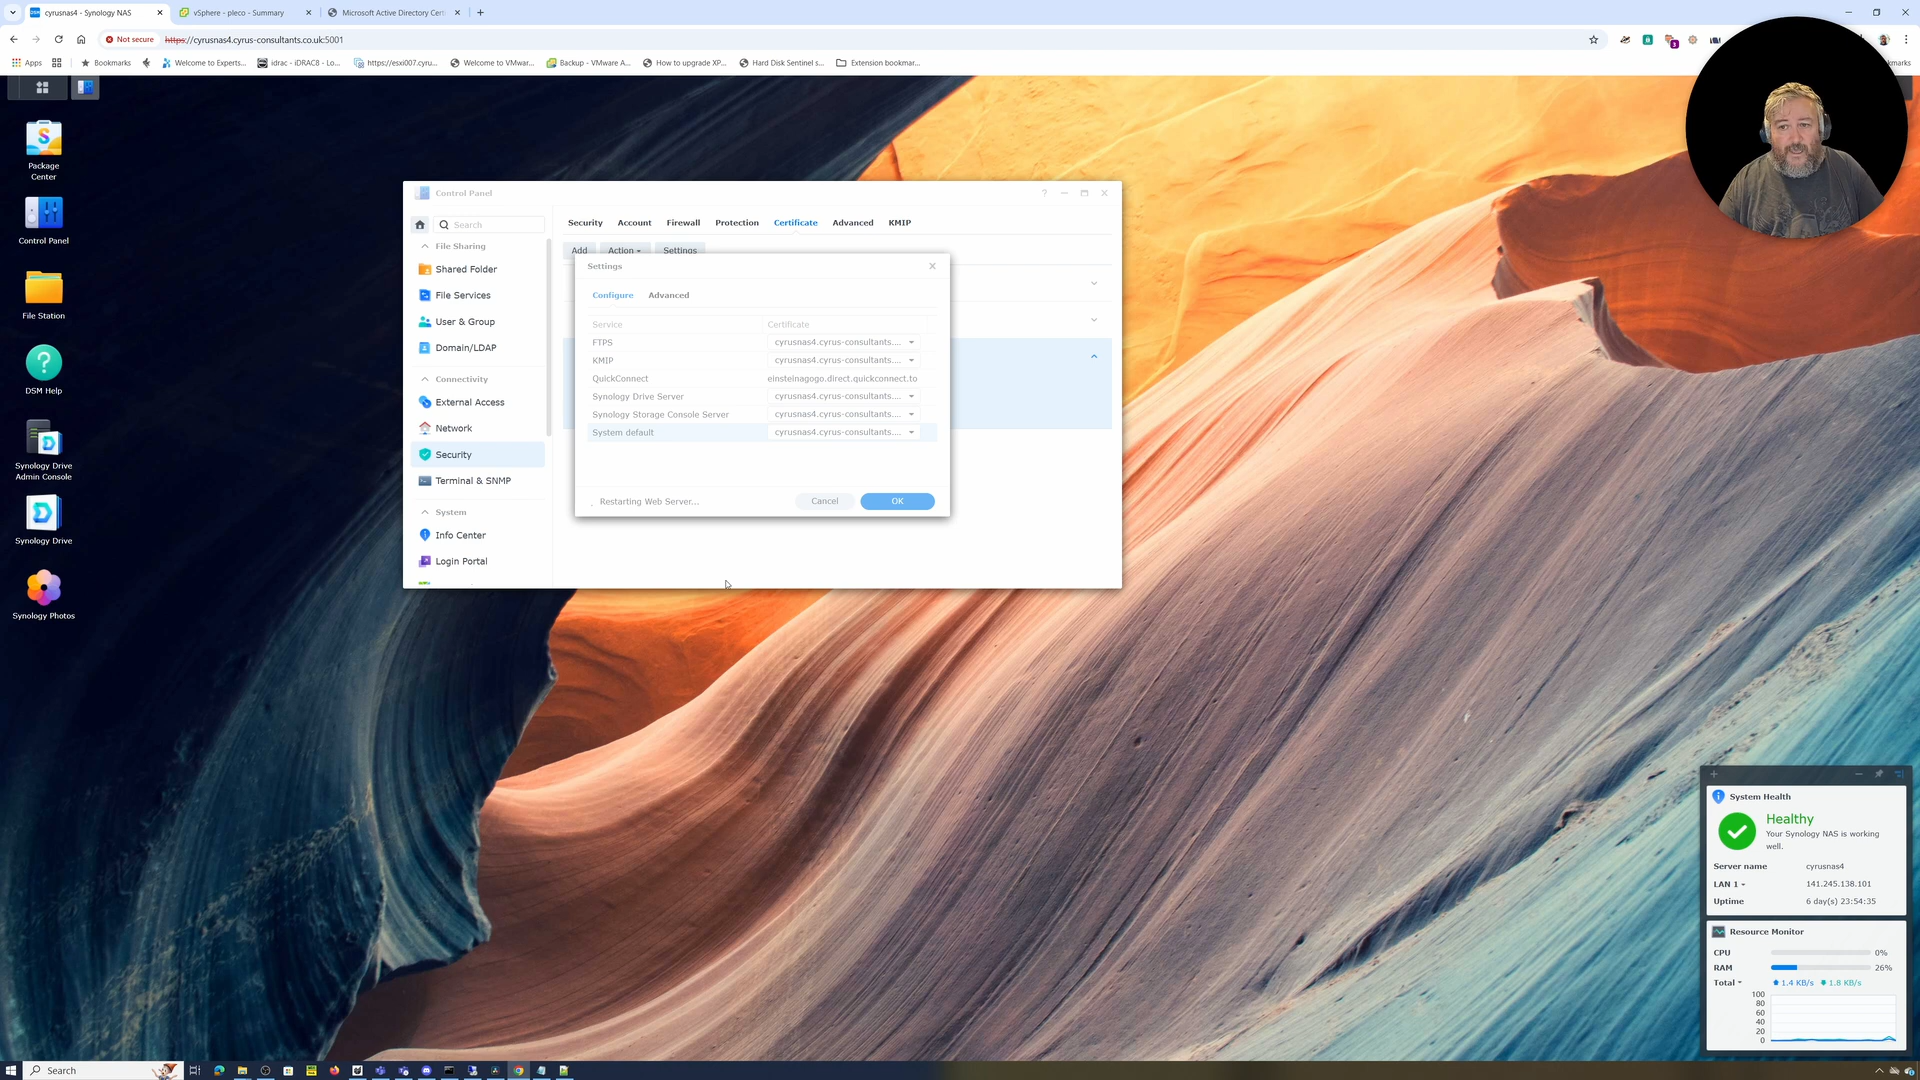 cyrusnas4 - Synology NAS
vSphere - pleco - Summary
Microsoft Active Directory Cert
Not secure
https://cyrusnas4.cyrus-consultants.co.uk:5001
3
Apps
Bookmarks
Welcome to Experts...
idrac - iDRAC8 - Lo...
https://esxi007.cyru...
Welcome to VMwar...
Backup - VMware A...
How to upgrade XP...
Hard Disk Sentinel s...
Extension bookmar...
kmarks
Package
Center
Control Panel
File Station
DSM Help
Synology Drive
Admin Console
Synology Drive
Synology Photos
Control Panel
Search
File Sharing
Shared Folder
File Services
User & Group
Domain/LDAP
Connectivity
External Access
Network
Security
Terminal & SNMP
System
Info Center
Login Portal
Security
Account
Firewall
Protection
Certificate
Advanced
KMIP
Add
Action
Settings
Settings
Configure
Advanced
Service
Certificate
FTPS
cyrusnas4.cyrus-consultants....
KMIP
cyrusnas4.cyrus-consultants....
QuickConnect
einsteinagogo.direct.quickconnect.to
Synology Drive Server
cyrusnas4.cyrus-consultants....
Synology Storage Console Server
cyrusnas4.cyrus-consultants....
System default
cyrusnas4.cyrus-consultants....
Restarting Web Server...
Cancel
OK
System Health
Healthy
Your Synology NAS is working
well.
Server name
cyrusnas4
LAN 1
141.245.138.101
Uptime
6 day(s) 23:54:35
Resource Monitor
CPU
0%
RAM
26%
Total
1.4 KB/s
1.8 KB/s
100
80
60
40
20
0
Search